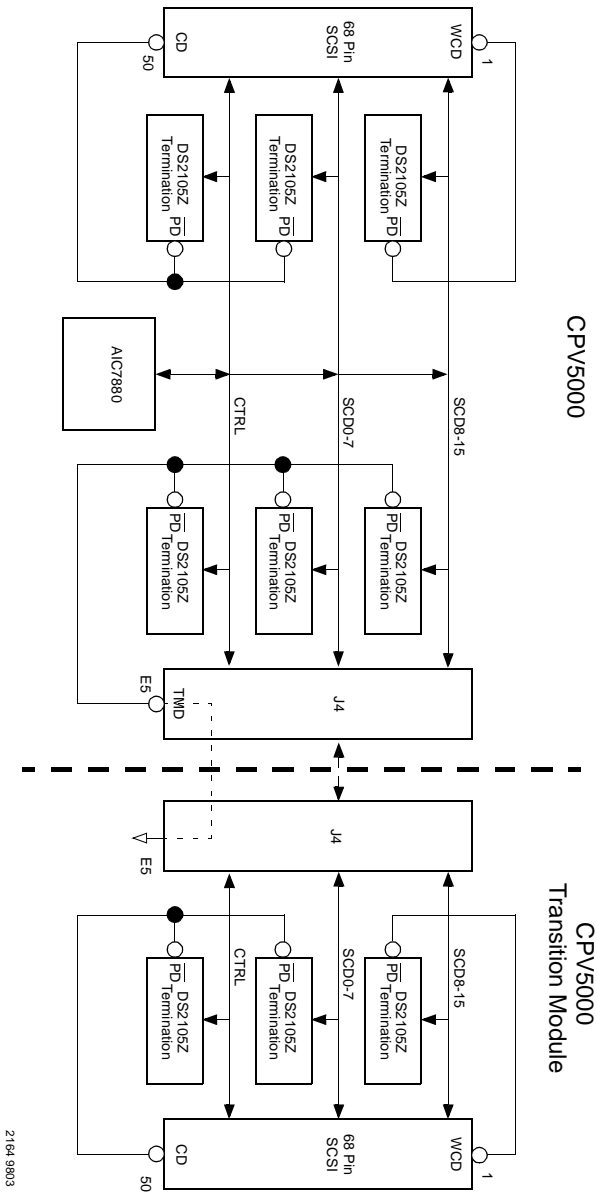 CPV5000
68 Pin
SCSI
WCD
1
CD
50
DS2105Z
Termination
PD
DS2105Z
Termination
PD
DS2105Z
Termination
PD
AIC7880
SCD8-15
SCD0-7
CTRL
DS2105Z
Termination
PD
DS2105Z
Termination
PD
DS2105Z
Termination
PD
J4
TMD
E5
CPV5000
Transition Module
J4
E5
SCD8-15
SCD0-7
CTRL
DS2105Z
Termination
PD
DS2105Z
Termination
PD
DS2105Z
Termination
PD
68 Pin
SCSI
WCD
1
CD
50
2164 9803